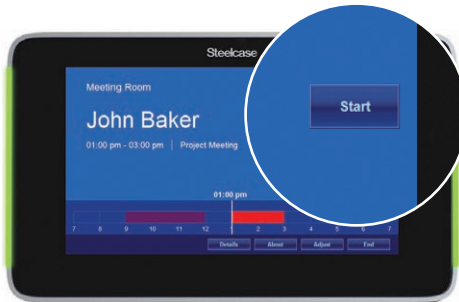 Steelcase
Meeting Room
John Baker
01:00 pm - 03:00 pm | Project Meeting
Start
01:00 pm
7 8 9 10 11 12 1 2 3 4 5 6 7
Details About Adjust End